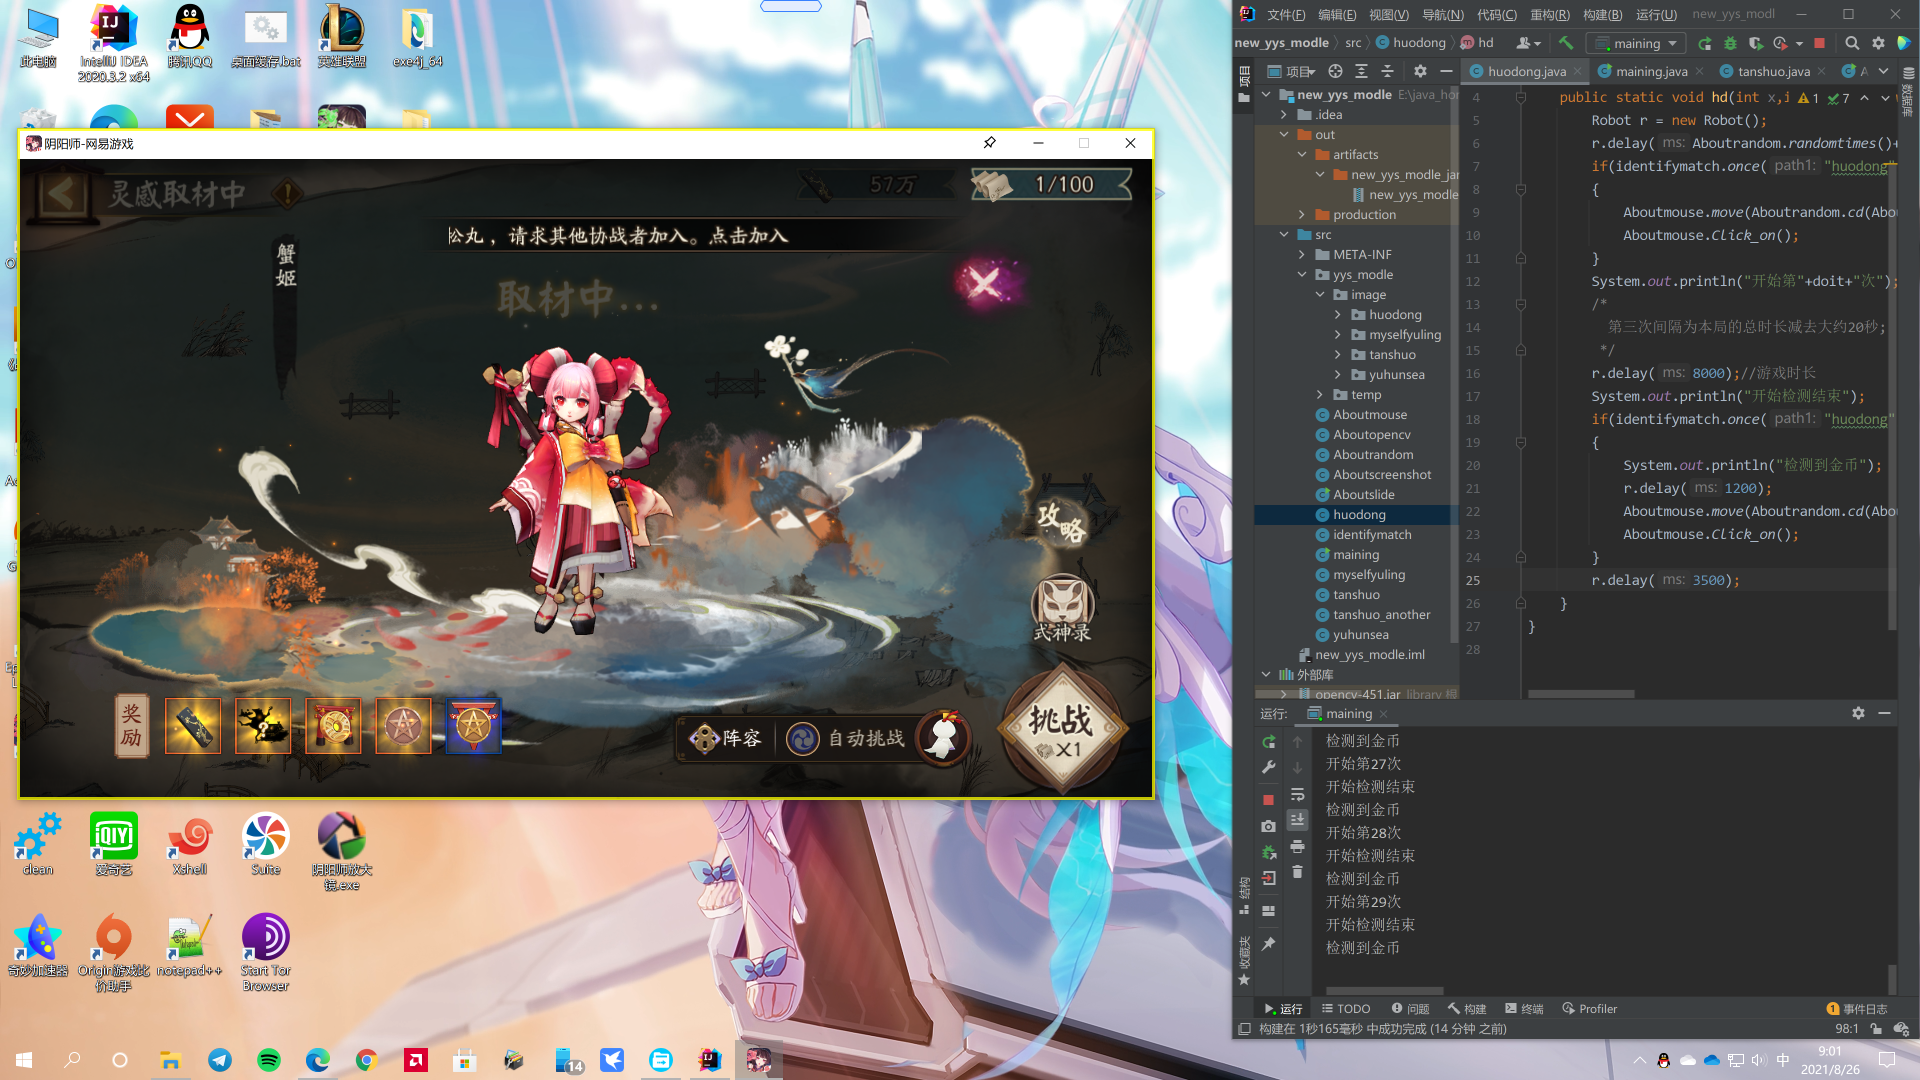 此电脑
IntelliJ IDEA
2020.3.2 x64
腾讯QQ
桌面缓存.bat
英雄联盟
exe4j_64
阴阳师-网易游戏
灵感取材中
57万
1/100
松丸，请求其他协战者加入。点击加入
蟹姬
取材中...
攻略
式神录
奖励
阵容
自动挑战
挑战
X1
clean
爱奇艺
Xshell
Suite
阴阳师放大
镜.exe
奇妙加速器
Origin游戏比
价助手
notepad++
Start Tor
Browser
文件(F) 编辑(E) 视图(V) 导航(N) 代码(C) 重构(R) 构建(B) 运行(U) new_yys_modl
new_yys_modle src huodong hd maining
项目
huodong.java maining.java tanshuo.java A
数据库
new_yys_modle E:\java_ho
.idea
out
artifacts
new_yys_modle_jar
new_yys_modle
production
src
META-INF
yys_modle
image
huodong
myselfyuling
tanshuo
yuhunsea
temp
Aboutmouse
Aboutopencv
Aboutrandom
Aboutscreenshot
Aboutslide
huodong
identifymatch
maining
myselfyuling
tanshuo
tanshuo_another
yuhunsea
new_yys_modle.iml
外部库
opencv-451.jar library 根
4 public static void hd(int x,i 1 7
5 Robot r = new Robot();
6 r.delay( ms: Aboutrandom.randomtimes()+
7 if(identifymatch.once( path1: "huodong"
8 {
9 Aboutmouse.move(Aboutrandom.cd(Abo
10 Aboutmouse.Click_on();
11 }
12 System.out.println("开始第"+doit+"次");
13 /*
14 第三次间隔为本局的总时长减去大约20秒;
15 */
16 r.delay( ms: 8000);//游戏时长
17 System.out.println("开始检测结束");
18 if(identifymatch.once( path1: "huodong"
19 {
20 System.out.println("检测到金币");
21 r.delay( ms: 1200);
22 Aboutmouse.move(Aboutrandom.cd(Abo
23 Aboutmouse.Click_on();
24 }
25 r.delay( ms: 3500);
26 }
27 }
28
运行: maining
检测到金币
开始第27次
开始检测结束
检测到金币
开始第28次
开始检测结束
检测到金币
开始第29次
开始检测结束
检测到金币
结构
收藏夹
运行 TODO 问题 构建 终端 Profiler 1 事件日志
构建在 1秒165毫秒 中成功完成 (14 分钟 之前) 98:1
14
中
9:01
2021/8/26